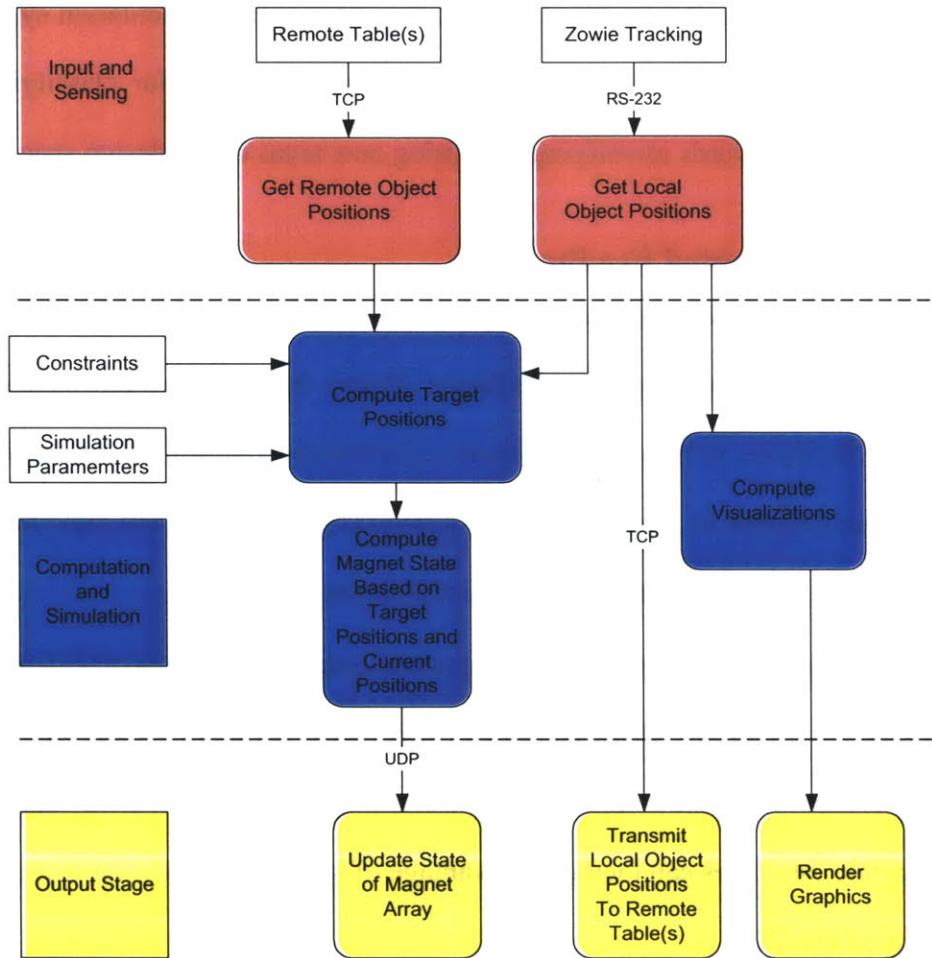 Remote Table(s)
Zowie Tracking
Input and
Sensing
TCP
RS-232
Get Remote Object
Positions
Get Local
Object Positions
Constraints
Compute Target
Positions
Simulation
Paramemters
Compute
Visualizations
Computation
and
Simulation
Compute
Magnet State
Based on
Target
Positions and
Current
Positions
TCP
UDP
Output Stage
Update State
of Magnet
Array
Transmit
Local Object
Positions
To Remote
Table(s)
Render
Graphics